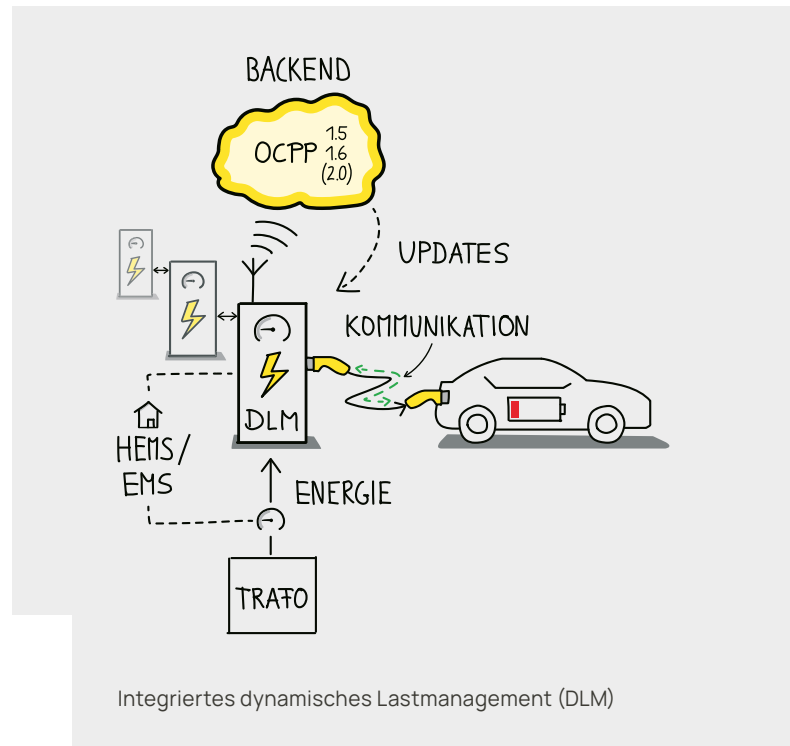 BACKEND
OCPP 1.5
1.6
(2.0)
UPDATES
KOMMUNIKATION
DLM
HEMS/
EMS
ENERGIE
TRAFO
Integriertes dynamisches Lastmanagement (DLM)